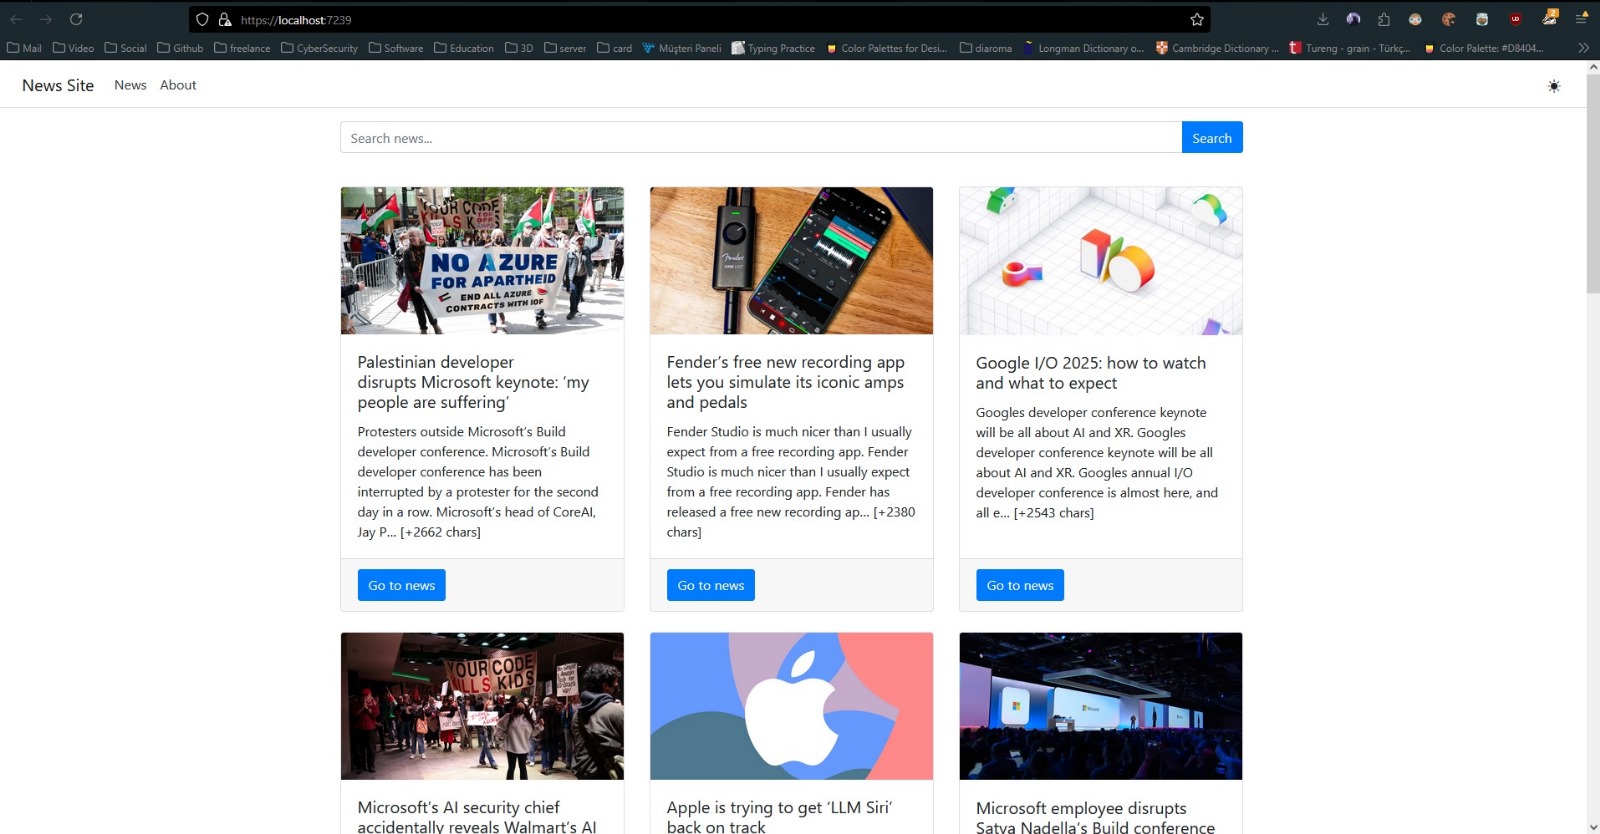 https://localhost:7239
Mail
Video
Social
Github
freelance
CyberSecurity
Software
Education
3D
server
card
Müşteri Paneli
Typing Practice
Color Palettes for Desi...
diaroma
Longman Dictionary o...
Cambridge Dictionary ...
Tureng - grain - Türkç...
Color Palette: #D8404...
News Site
News
About
Search news...
Search
YOUR CODE
KILLS KIDS
NO AZURE
FOR APARTHEID
END ALL AZURE
CONTRACTS WITH IOF
Fender
Palestinian developer
disrupts Microsoft keynote: ‘my
people are suffering’
Protesters outside Microsoft’s Build
developer conference. Microsoft’s Build
developer conference has been
interrupted by a protester for the second
day in a row. Microsoft’s head of CoreAI,
Jay P… [+2662 chars]
Go to news
Fender’s free new recording app
lets you simulate its iconic amps
and pedals
Fender Studio is much nicer than I usually
expect from a free recording app. Fender
Studio is much nicer than I usually expect
from a free recording app. Fender has
released a free new recording ap… [+2380
chars]
Go to news
Google I/O 2025: how to watch
and what to expect
Googles developer conference keynote
will be all about AI and XR. Googles
developer conference keynote will be all
about AI and XR. Googles annual I/O
developer conference is almost here, and
all e… [+2543 chars]
Go to news
YOUR CODE
KILLS KIDS
Microsoft
Microsoft’s AI security chief
accidentally reveals Walmart’s AI
Apple is trying to get ‘LLM Siri’
back on track
Microsoft employee disrupts
Satya Nadella’s Build conference